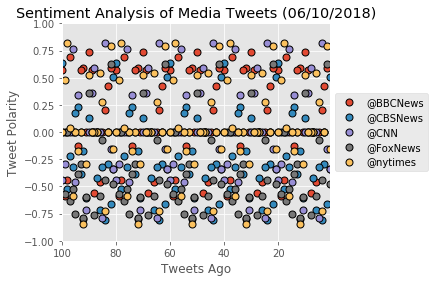 Sentiment Analysis of Media Tweets (06/10/2018)
1.00
0.75
0.50
0.25
0.00
−0.25
−0.50
−0.75
−1.00
Tweet Polarity
100
80
60
40
20
Tweets Ago
@BBCNews
@CBSNews
@CNN
@FoxNews
@nytimes